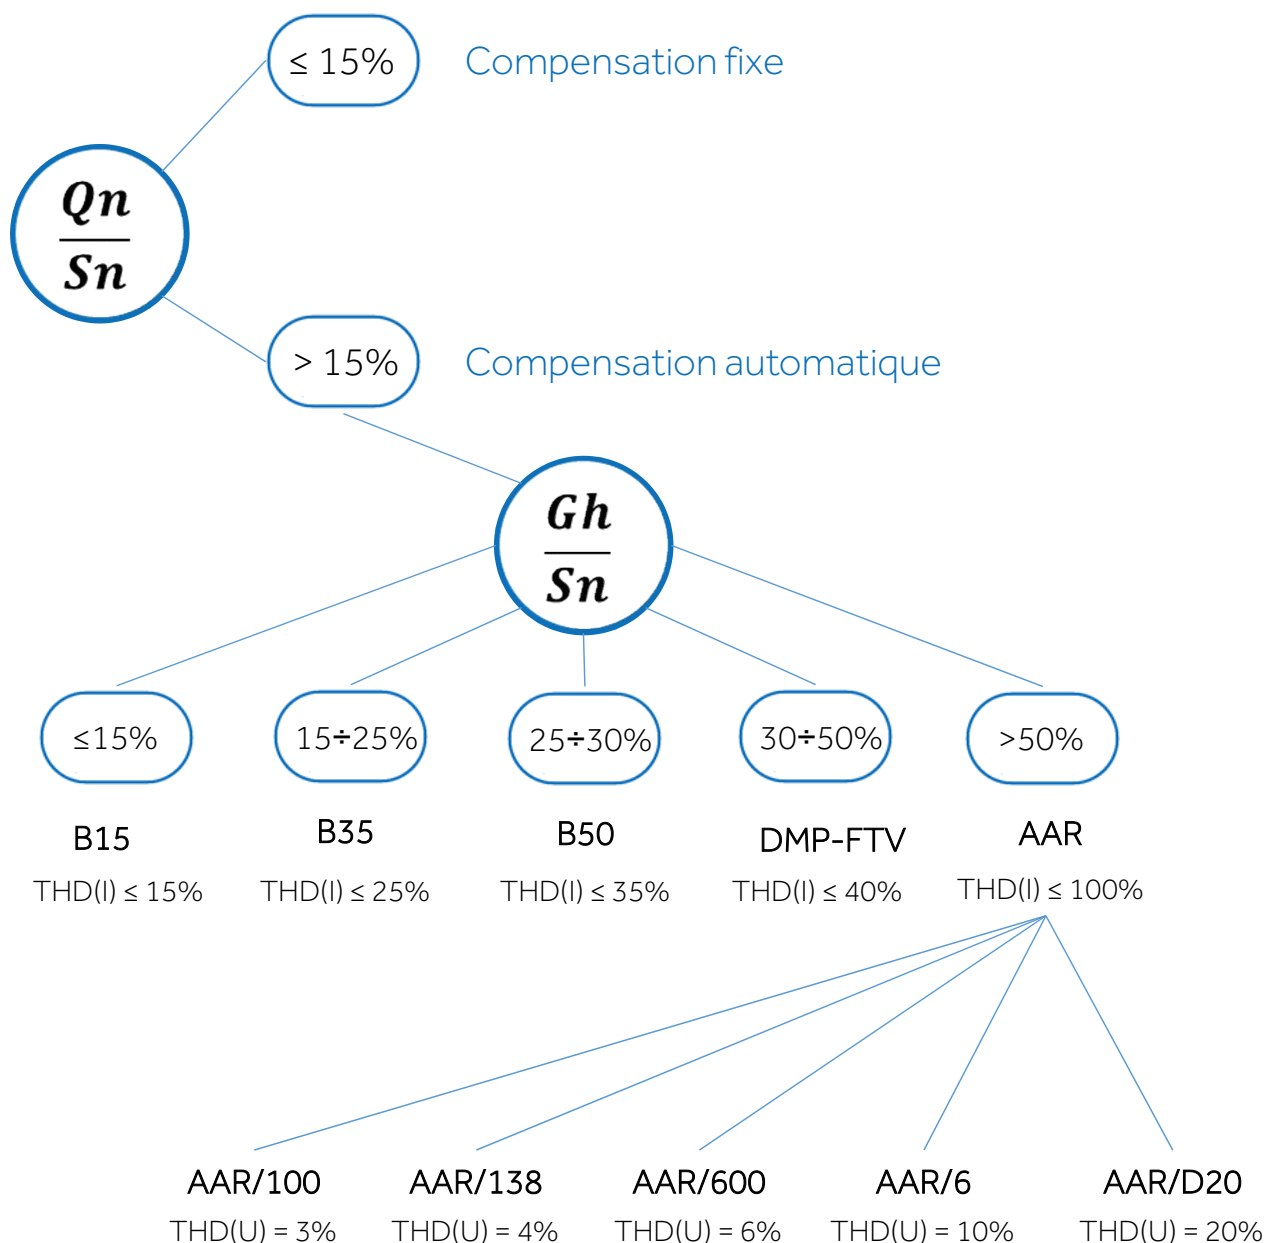 ≤ 15%
Compensation fixe
Qn
Sn
> 15%
Compensation automatique
Gh
Sn
≤15%
15÷25%
25÷30%
30÷50%
>50%
B15
B35
B50
DMP-FTV
AAR
THD(I) ≤ 15%
THD(I) ≤ 25%
THD(I) ≤ 35%
THD(I) ≤ 40%
THD(I) ≤ 100%
AAR/100
AAR/138
AAR/600
AAR/6
AAR/D20
THD(U) = 3%
THD(U) = 4%
THD(U) = 6%
THD(U) = 10%
THD(U) = 20%